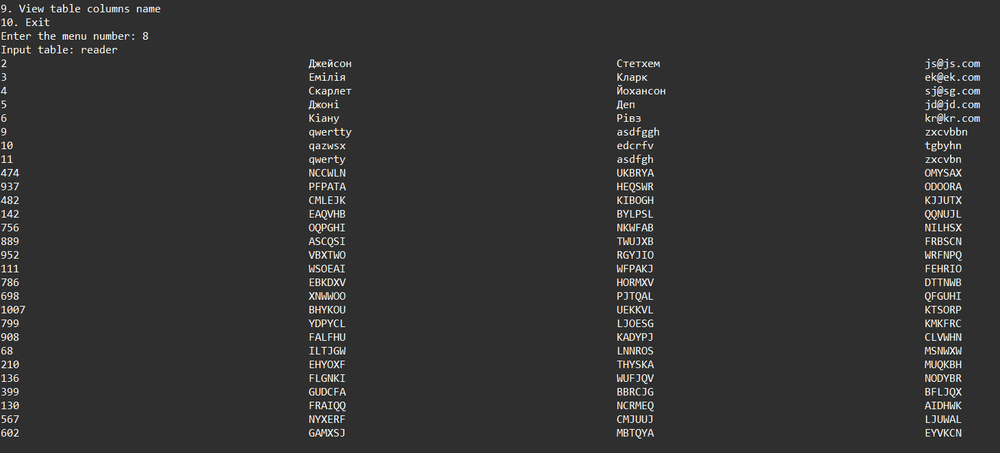 9. View table columns name
10. Exit
Enter the menu number: 8
Input table: reader
2 Джейсон Стетхем js@js.com
3 Емілія Кларк ek@ek.com
4 Скарлет Йохансон sj@sg.com
5 Джоні Деп jd@jd.com
6 Кіану Рівз kr@kr.com
9 qwertty asdfggh zxcvbbn
10 qazwsx edcrfv tgbyhn
11 qwerty asdfgh zxcvbn
474 NCCWLN UKBRYA OMYSAX
937 PFPATA HEQSWR ODOORA
482 CMLEJK KIBOGH KJJUTX
142 EAQVHB BYLPSL QQNUJL
756 OQPGHI NKWFAB NILHSX
889 ASCQSI TWUJXB FRBSCN
952 VBXTWO RGYJIO WRFNPQ
111 WSOEAI WFPAKJ FEHRIO
786 EBKDXV HORMXV DTTNWB
698 XNWWOO PJTQAL QFGUHI
1007 BHYKOU UEKKVL KTSORP
799 YDPYCL LJOESG KMKFRC
908 FALFHU KADYPJ CLVWHN
68 ILTJGW LNNROS MSNWXW
210 EHYOXF THYSKA MUQKBH
136 FLGNKI WUFJQV NODYBR
399 GUDCFA BBRCJG BFLJQX
130 FRAIQQ NCRMEQ AIDHWK
567 NYXERF CMJUUJ LJUWAL
602 GAMXSJ MBTQYA EYVKCN